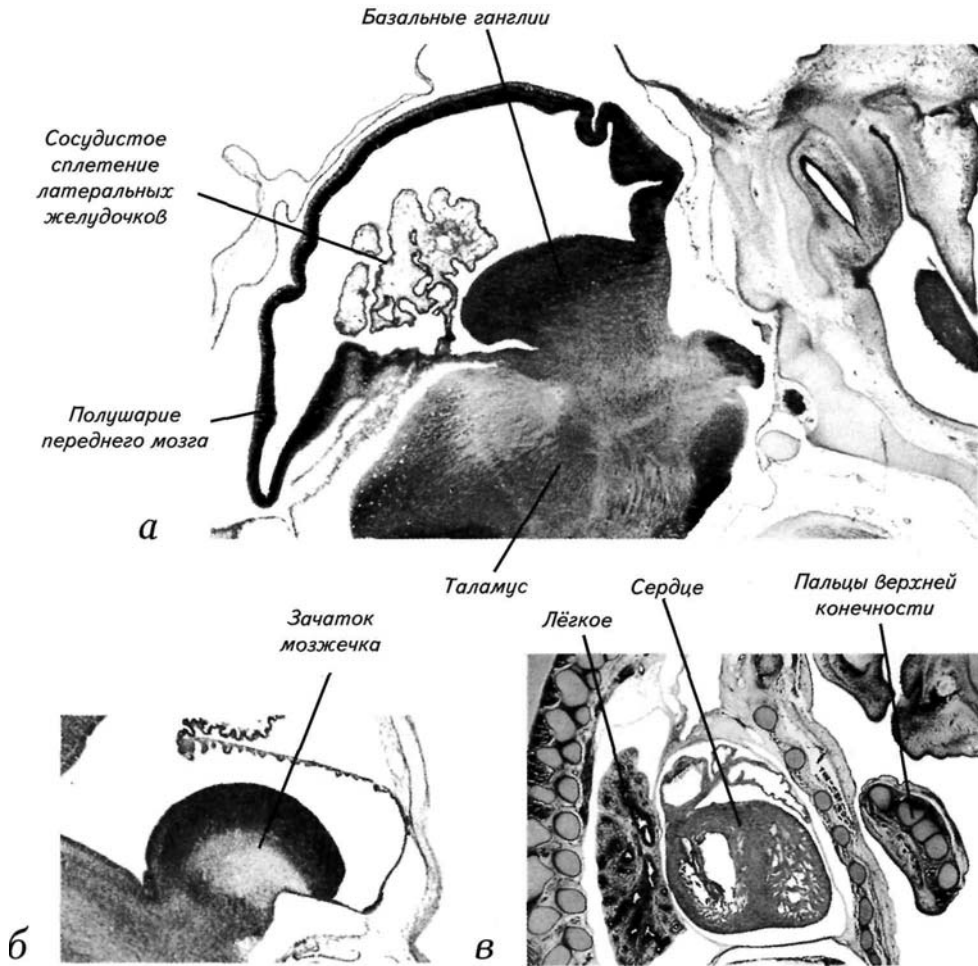 Базальные ганглии
Сосудистое
сплетение
латеральных
желудочков
Полушарие
переднего мозга
а
Таламус
Сердце
Пальцы верхней
конечности
Зачаток
мозжечка
Лёгкое
б
в